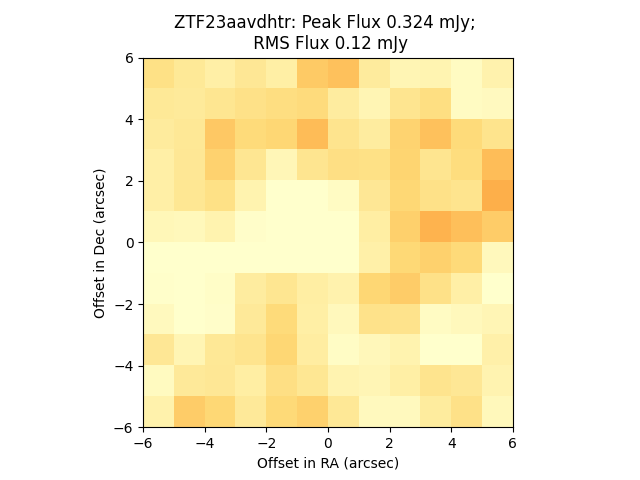 ZTF23aavdhtr: Peak Flux 0.324 mJy;
RMS Flux 0.12 mJy
6
4
2
0
−2
−4
−6
Offset in Dec (arcsec)
−6 −4 −2 0 2 4 6
Offset in RA (arcsec)